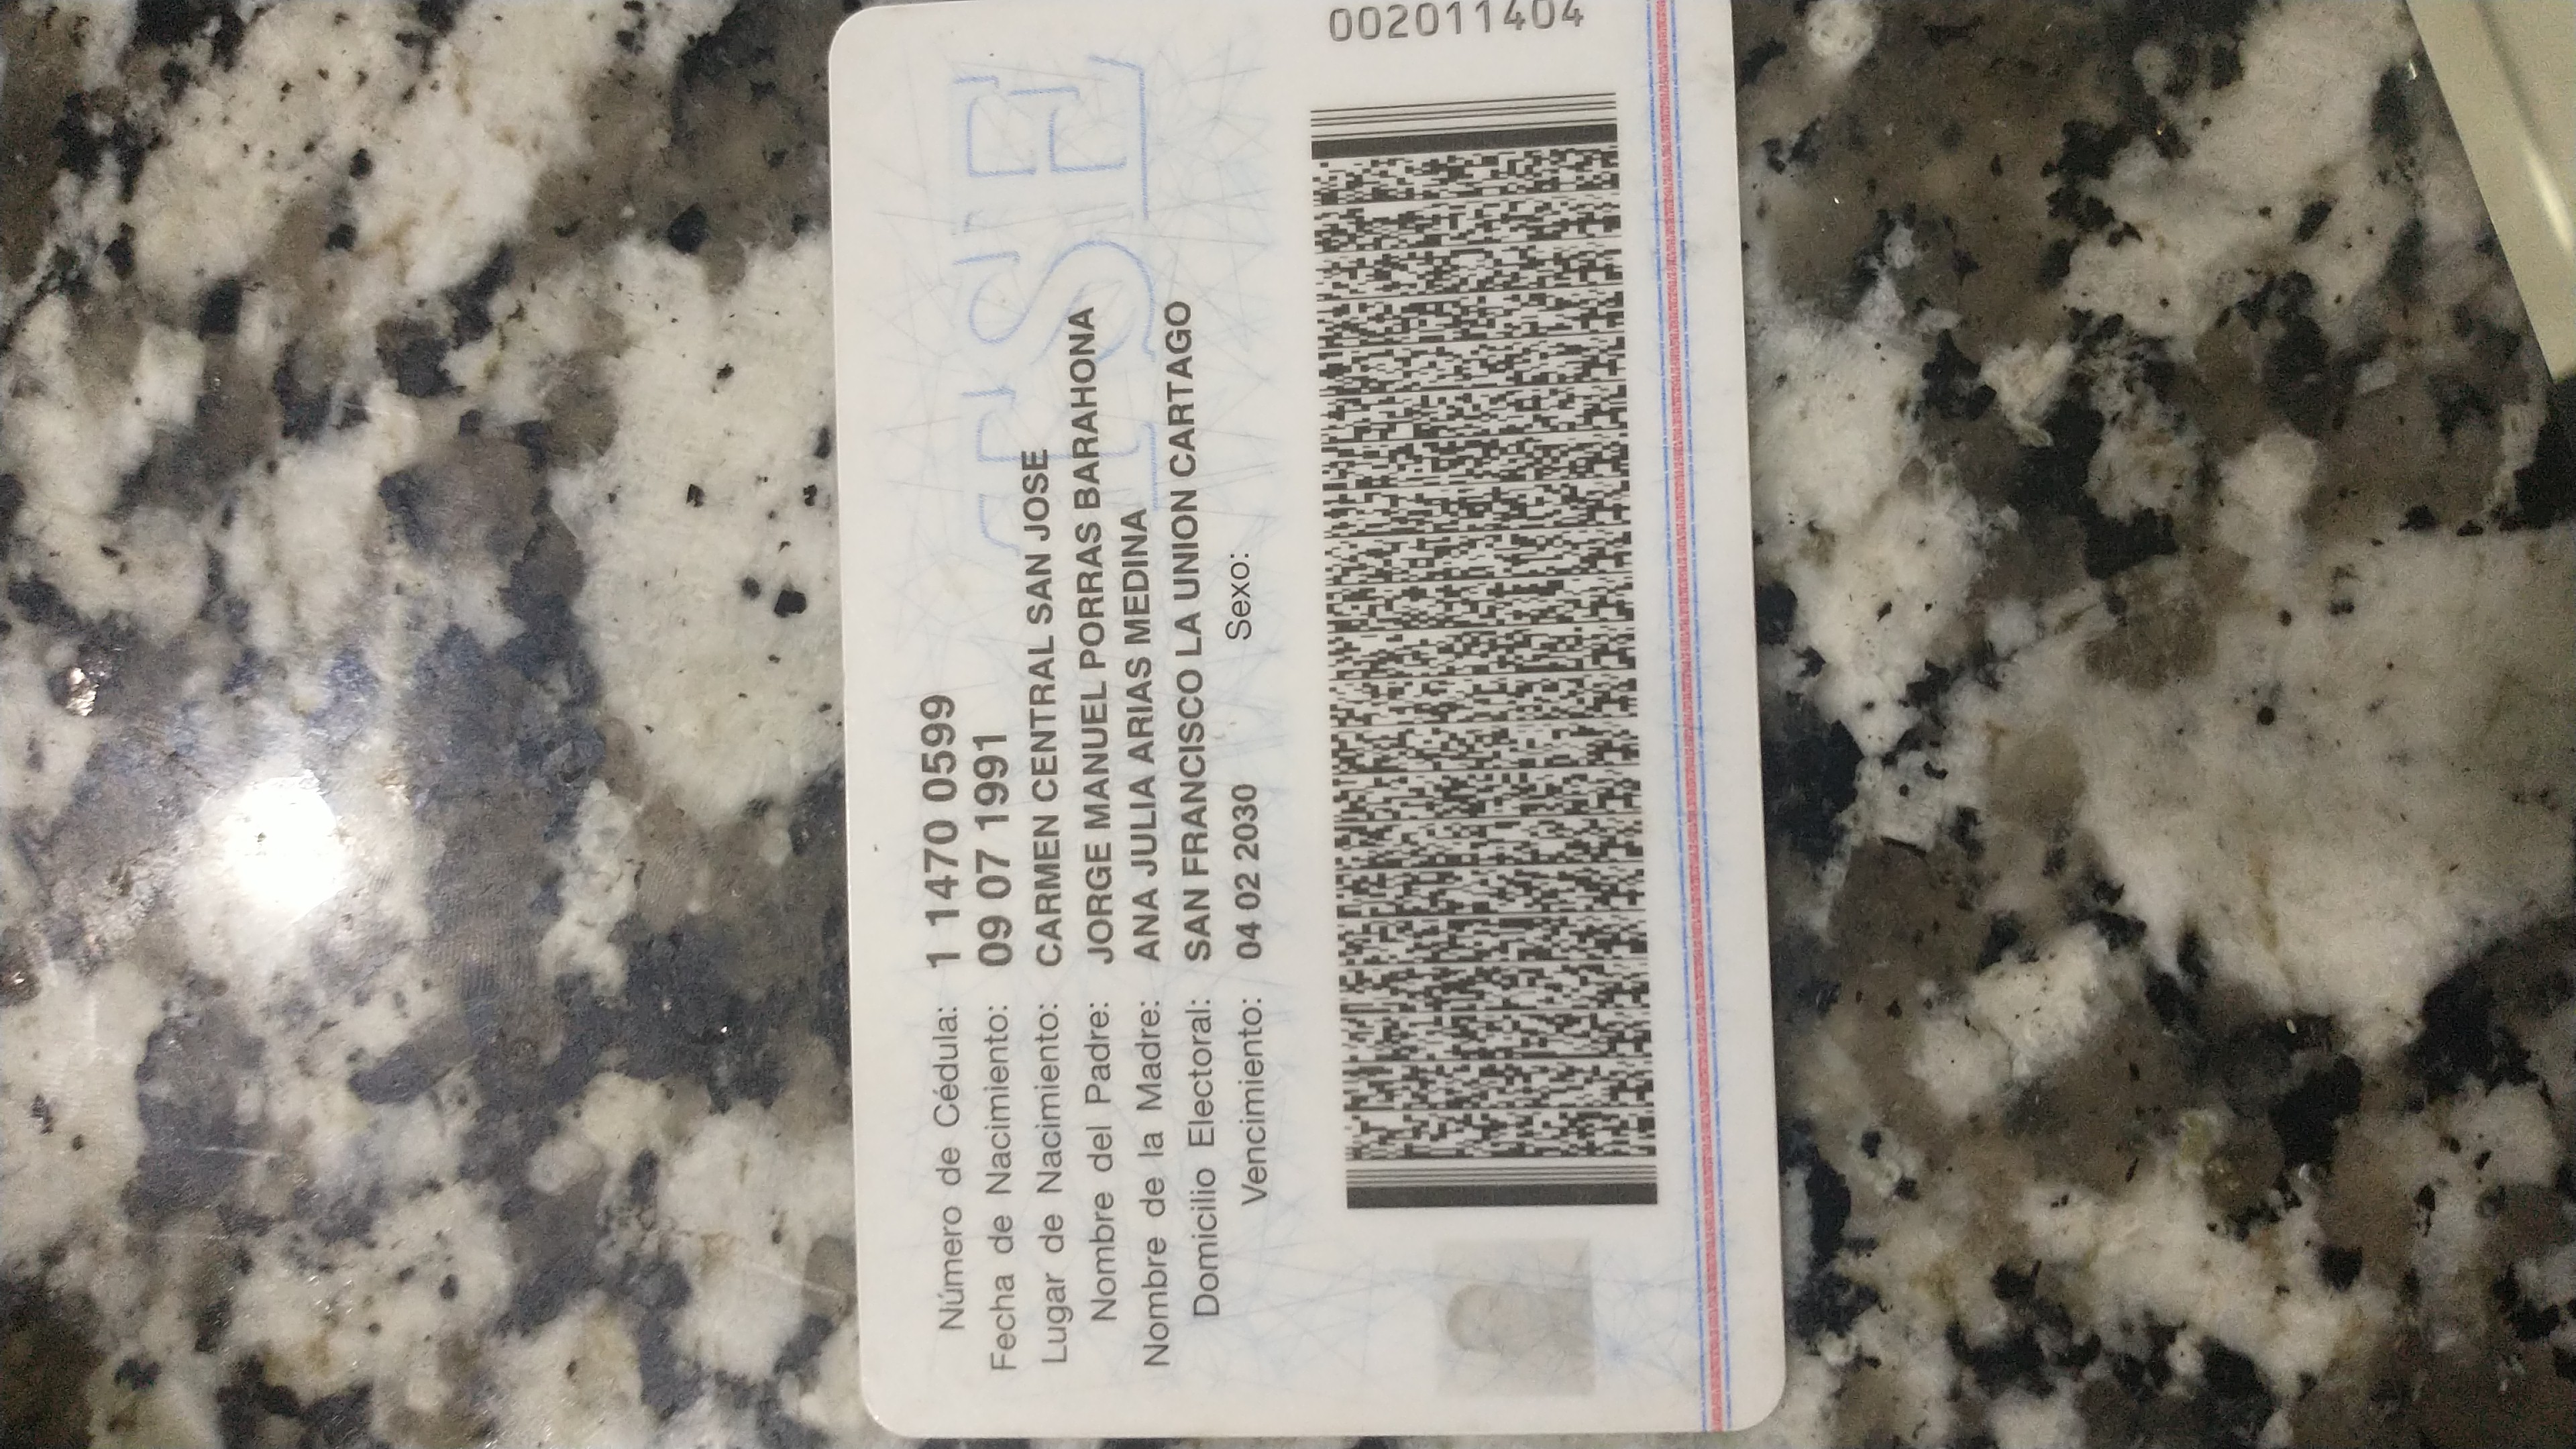 Número de Cédula: 1 1470 0599
Fecha de Nacimiento: 09 07 1991
Lugar de Nacimiento: CARMEN CENTRAL SAN JOSE
Nombre del Padre: JORGE MANUEL PORRAS BARAHONA
Nombre de la Madre: ANA JULIA ARIAS MEDINA
Domicilio Electoral: SAN FRANCISCO LA UNION CARTAGO
Vencimiento: 04 02 2030 Sexo:
TSE
002011404